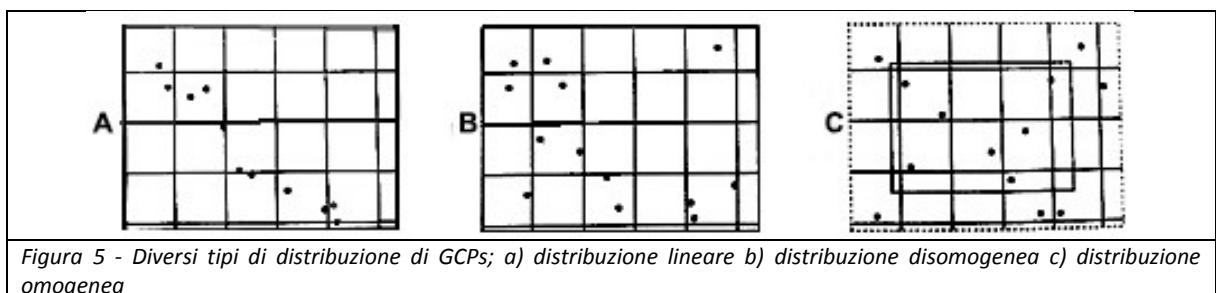 A B C
Figura 5 - Diversi tipi di distribuzione di GCPs; a) distribuzione lineare b) distribuzione disomogenea c) distribuzione
omogenea